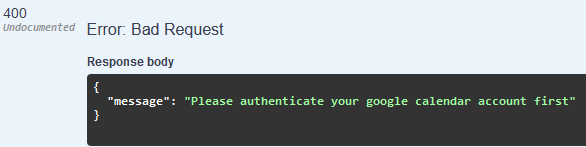 400
Undocumented
Error: Bad Request
Response body
{
"message": "Please authenticate your google calendar account first"
}